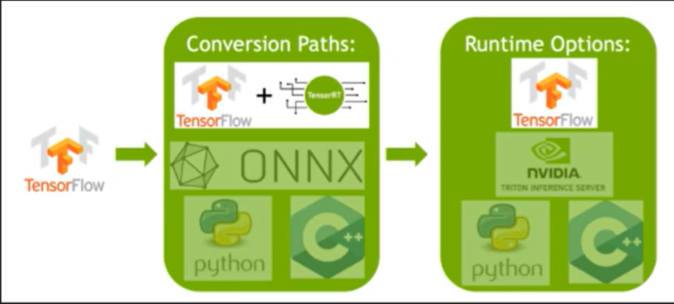 Conversion Paths:
TensorFlow
+
TensorRT
ONNX
python
C++
Runtime Options:
TensorFlow
NVIDIA.
TRITON INFERENCE SERVER
python
C++
TensorFlow